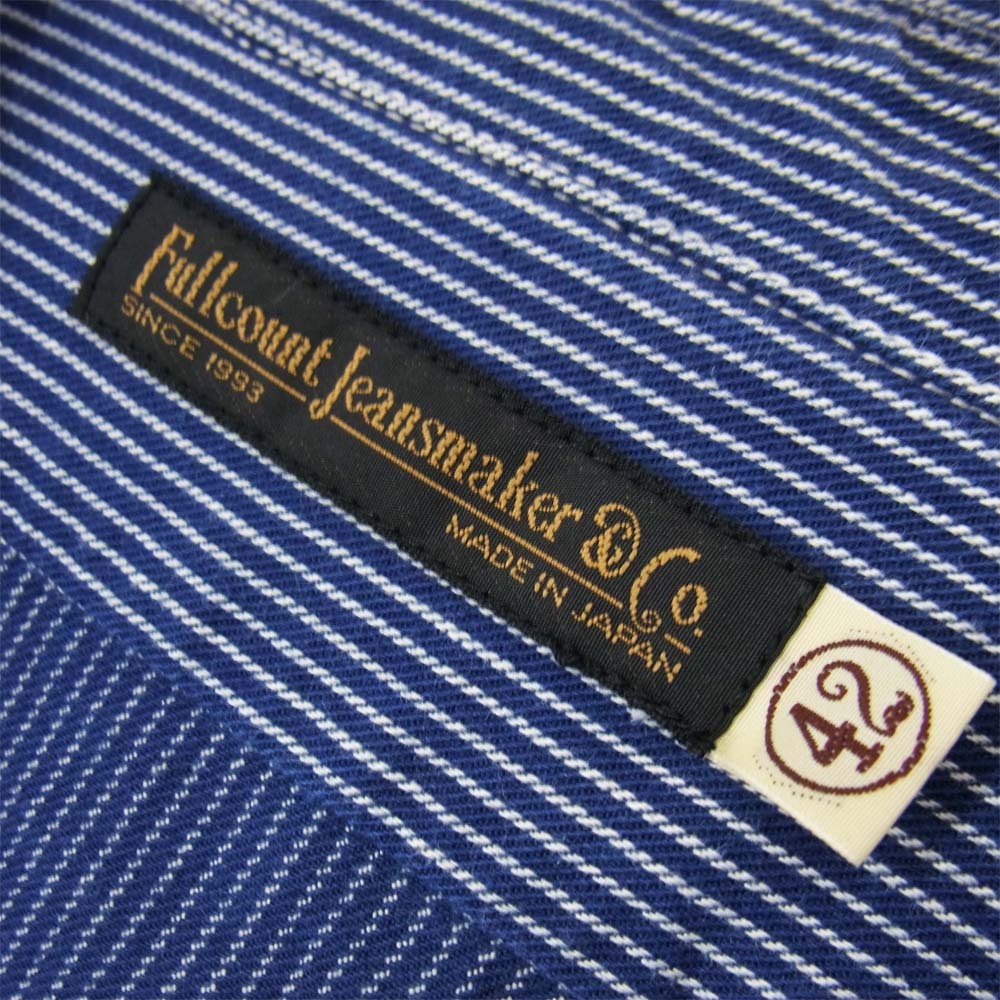 Fullcount Jeansmaker & Co.
SINCE 1993
MADE IN JAPAN
42